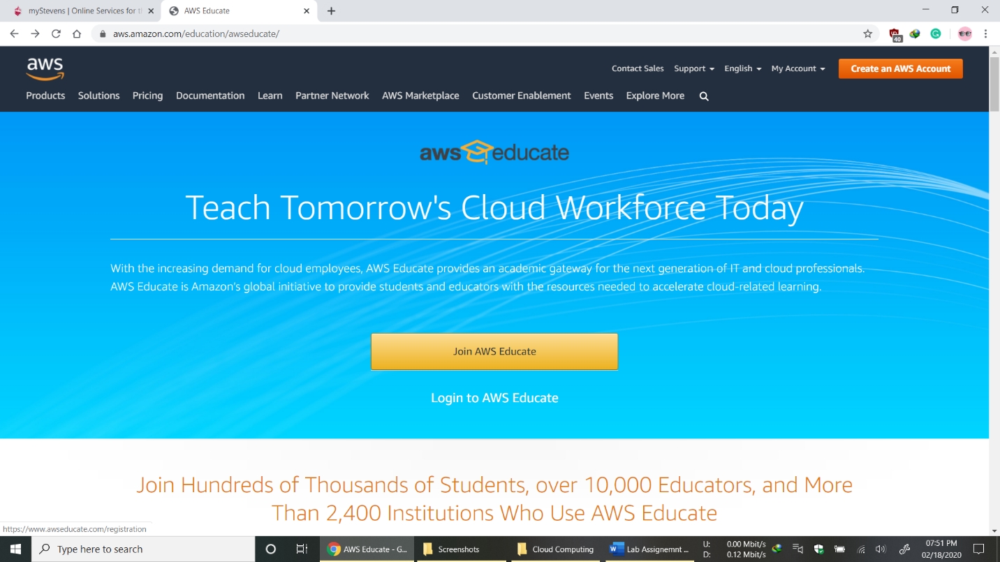 myStevens | Online Services for t
AWS Educate
aws.amazon.com/education/awseducate/
40
aws
Contact Sales Support English My Account Create an AWS Account
Products Solutions Pricing Documentation Learn Partner Network AWS Marketplace Customer Enablement Events Explore More
aws educate
Teach Tomorrow's Cloud Workforce Today
With the increasing demand for cloud employees, AWS Educate provides an academic gateway for the next generation of IT and cloud professionals.
AWS Educate is Amazon's global initiative to provide students and educators with the resources needed to accelerate cloud-related learning.
Join AWS Educate
Login to AWS Educate
Join Hundreds of Thousands of Students, over 10,000 Educators, and More
Than 2,400 Institutions Who Use AWS Educate
https://www.awseducate.com/registration
Type here to search
AWS Educate - G...
Screenshots
Cloud Computing
Lab Assignemnt ...
U: 0.00 Mbit/s
D: 0.12 Mbit/s
07:51 PM
02/18/2020